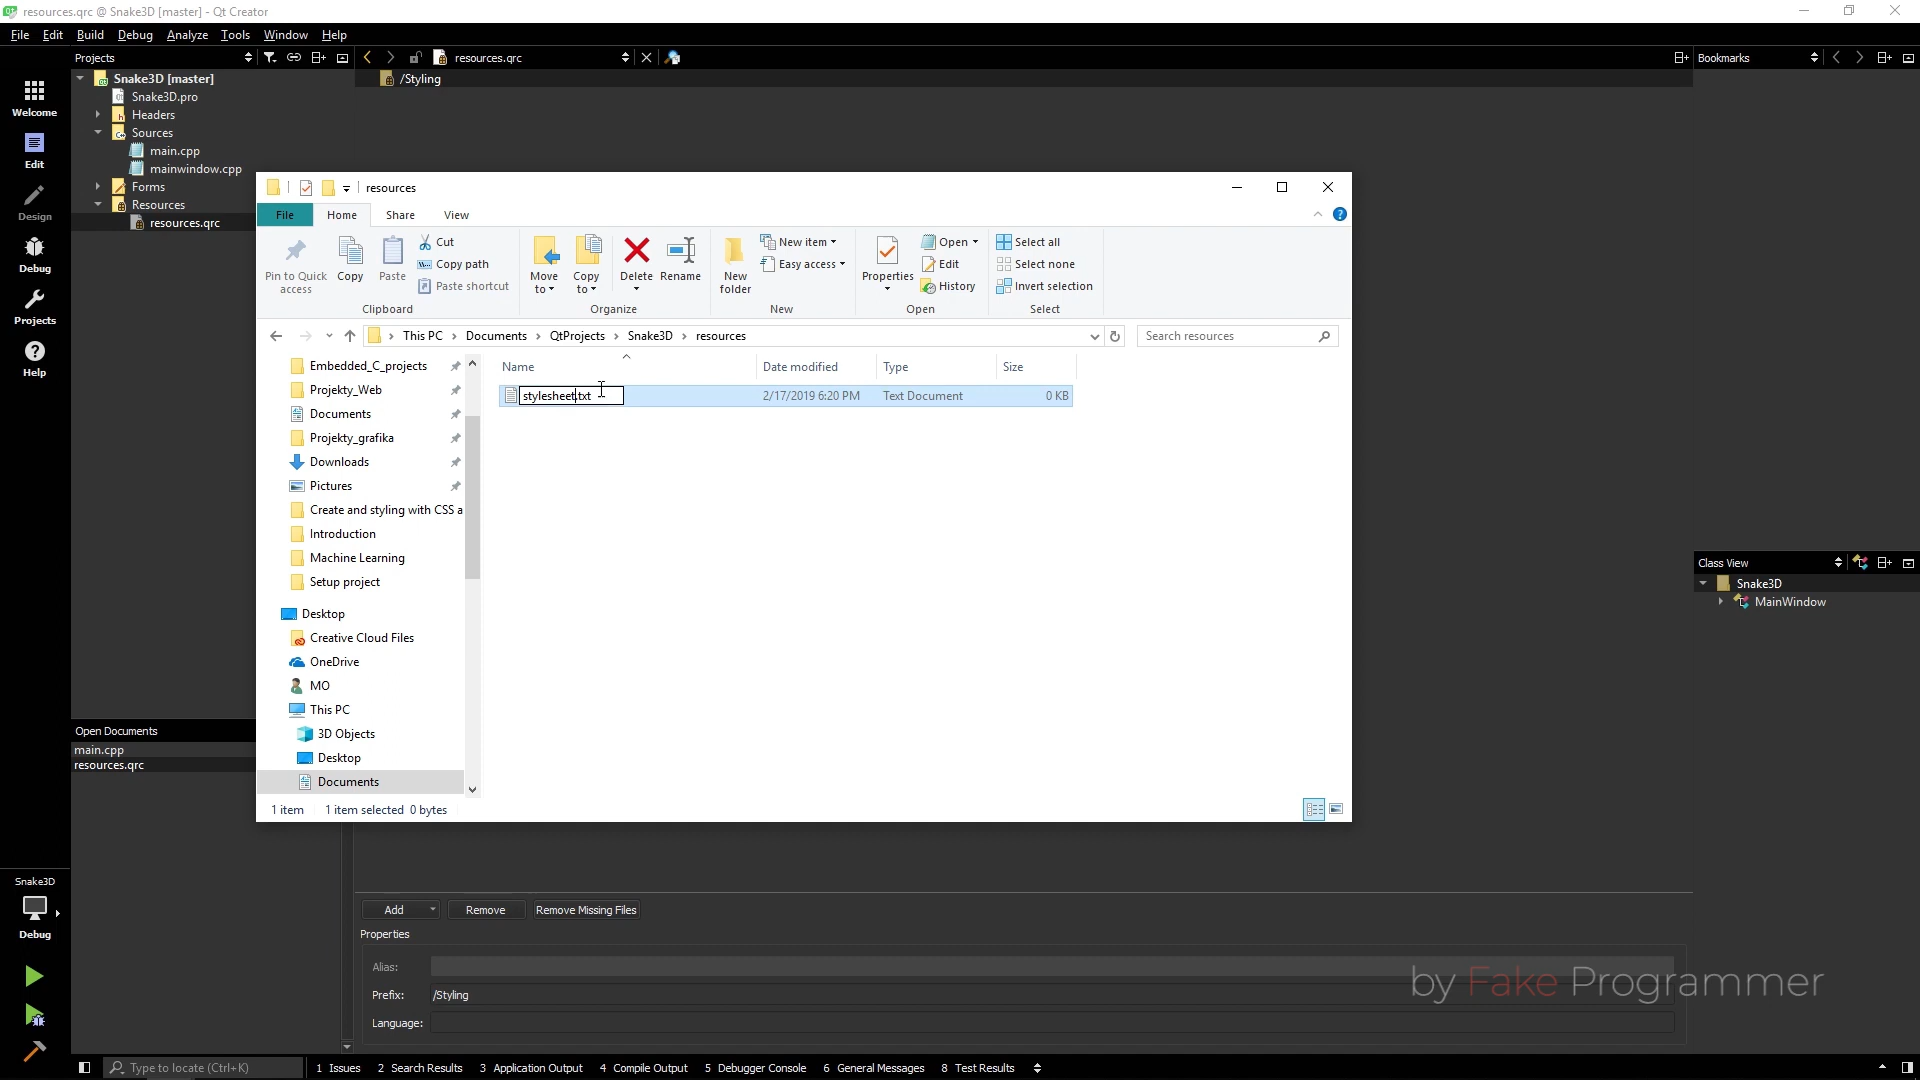 resources.qrc @ Snake3D [master] - Qt Creator
File Edit Build Debug Analyze Tools Window Help
Projects resources.qrc Bookmarks
Snake3D [master] /Styling
Snake3D.pro
Headers
Sources
main.cpp
mainwindow.cpp
Forms
Resources
resources.qrc
Welcome
Edit
Design
Debug
Projects
Help
resources
File Home Share View
Pin to Quick access Copy Paste Cut Copy path Paste shortcut
Clipboard
Move to Copy to Delete Rename
Organize
New folder New item Easy access
New
Properties Open Edit History
Open
Select all Select none Invert selection
Select
This PC Documents QtProjects Snake3D resources Search resources
Name Date modified Type Size
stylesheet.txt 2/17/2019 6:20 PM Text Document 0 KB
Embedded_C_projects
Projekty_Web
Documents
Projekty_grafika
Downloads
Pictures
Create and styling with CSS a
Introduction
Machine Learning
Setup project
Desktop
Creative Cloud Files
OneDrive
MO
This PC
3D Objects
Desktop
Documents
1 item 1 item selected 0 bytes
Class View
Snake3D
MainWindow
Open Documents
main.cpp
resources.qrc
Snake3D
Debug
Add Remove Remove Missing Files
Properties
Alias:
Prefix: /Styling
Language:
by Fake Programmer
Type to locate (Ctrl+K) 1 Issues 2 Search Results 3 Application Output 4 Compile Output 5 Debugger Console 6 General Messages 8 Test Results